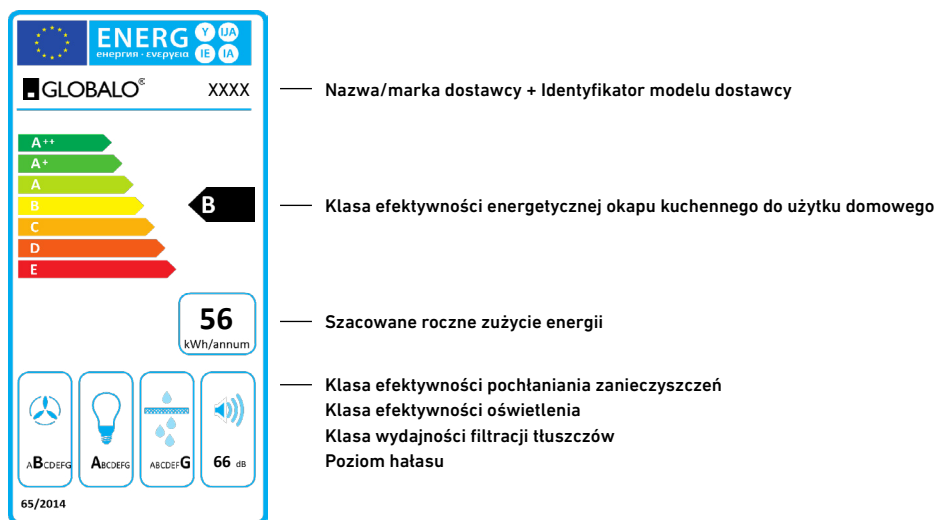 ENERG Y IJA
енергия · ενεργεια IE IA
GLOBALO® XXXX
Nazwa/marka dostawcy + Identyfikator modelu dostawcy
A++
A+
A
B
B
Klasa efektywności energetycznej okapu kuchennego do użytku domowego
C
D
E
56
kWh/annum
Szacowane roczne zużycie energii
Klasa efektywności pochłaniania zanieczyszczeń
Klasa efektywności oświetlenia
Klasa wydajności filtracji tłuszczów
Poziom hałasu
ABCDEFG
ABCDEFG
ABCDEFG
66 dB
65/2014